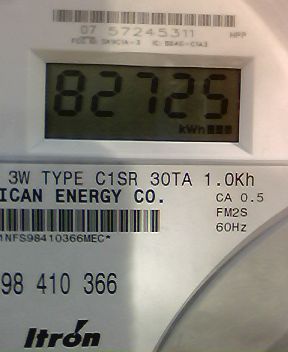 07 57245311 NPP
82725
kWh
3W TYPE C1SR 30TA 1.0Kh
ICAN ENERGY CO. CA 0.5
FM2S
1NFS98410366MEC* 60Hz
98 410 366
Itron